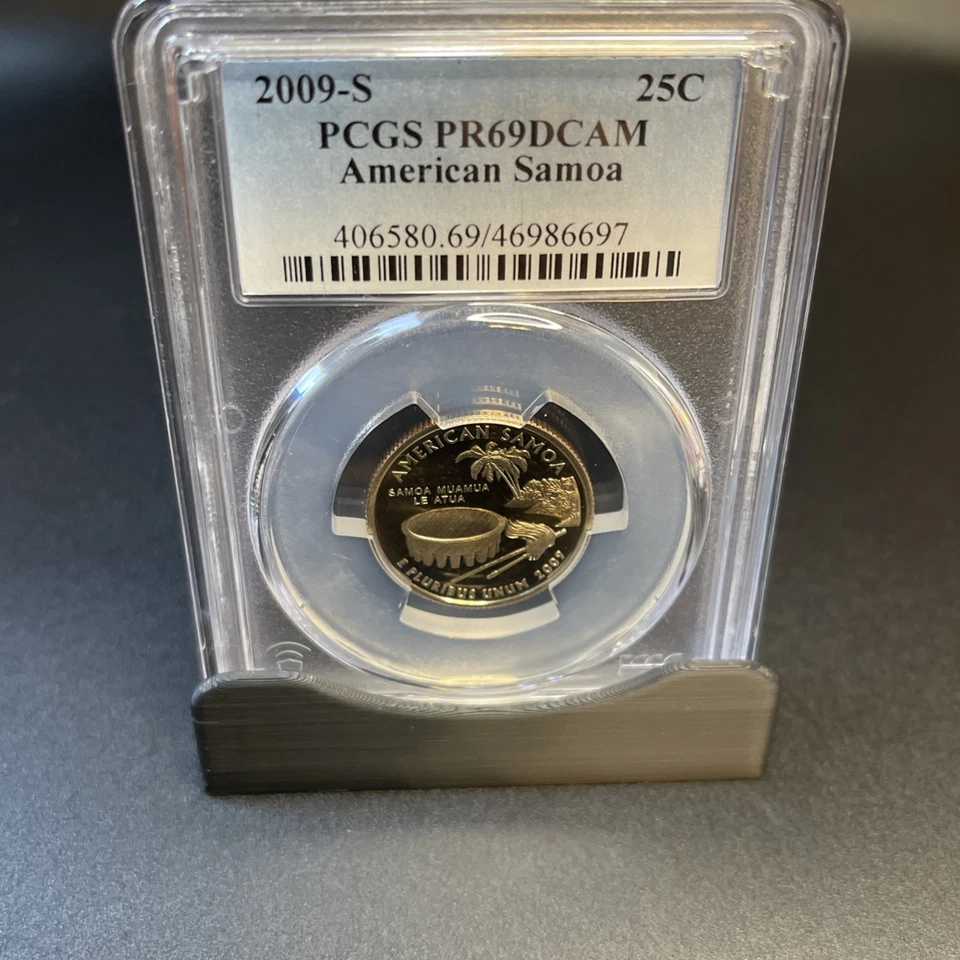 2009-S 25C
PCGS PR69DCAM
American Samoa
406580.69/46986697
AMERICAN SAMOA
SAMOA MUAMUA
LE ATUA
E PLURIBUS UNUM 2009